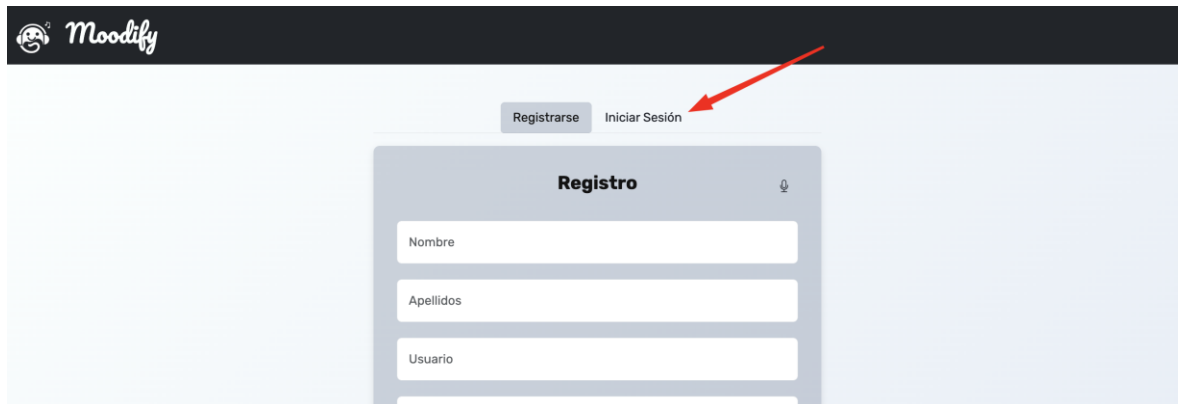 Moodify
Registrarse Iniciar Sesión
Registro
Nombre
Apellidos
Usuario